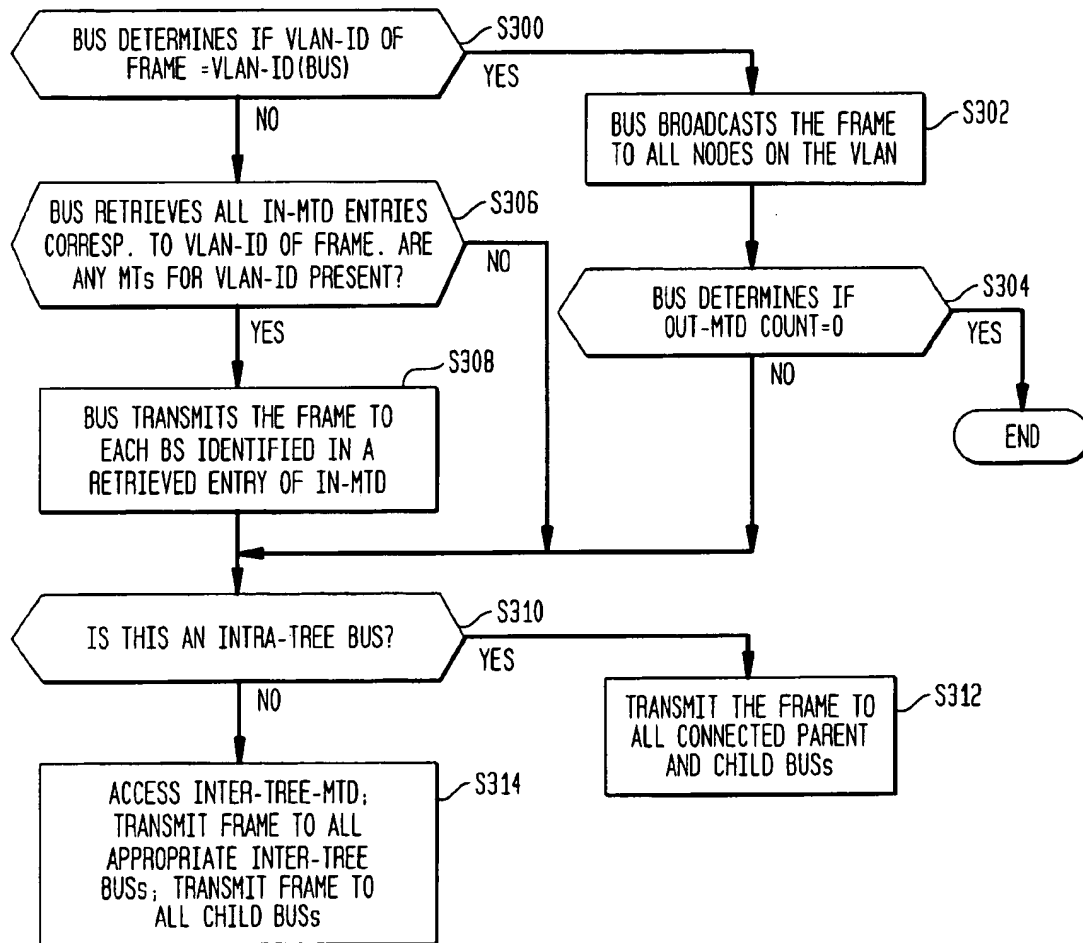 BUS DETERMINES IF VLAN-ID OF
FRAME =VLAN-ID(BUS)
S300
YES
NO
BUS BROADCASTS THE FRAME
TO ALL NODES ON THE VLAN
S302
BUS RETRIEVES ALL IN-MTD ENTRIES
CORRESP. TO VLAN-ID OF FRAME. ARE
ANY MTs FOR VLAN-ID PRESENT?
S306
NO
YES
BUS DETERMINES IF
OUT-MTD COUNT=0
S304
YES
NO
END
S308
BUS TRANSMITS THE FRAME TO
EACH BS IDENTIFIED IN A
RETRIEVED ENTRY OF IN-MTD
IS THIS AN INTRA-TREE BUS?
S310
YES
NO
TRANSMIT THE FRAME TO
ALL CONNECTED PARENT
AND CHILD BUSs
S312
ACCESS INTER-TREE-MTD;
TRANSMIT FRAME TO ALL
APPROPRIATE INTER-TREE
BUSs; TRANSMIT FRAME TO
ALL CHILD BUSs
S314